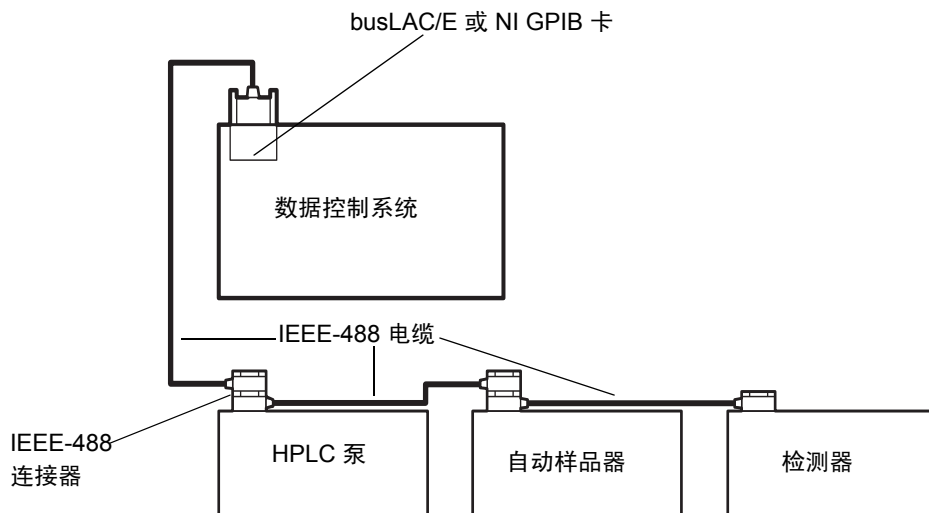 busLAC/E 或 NI GPIB 卡
数据控制系统
IEEE-488 电缆
IEEE-488
连接器
HPLC 泵
自动样品器
检测器